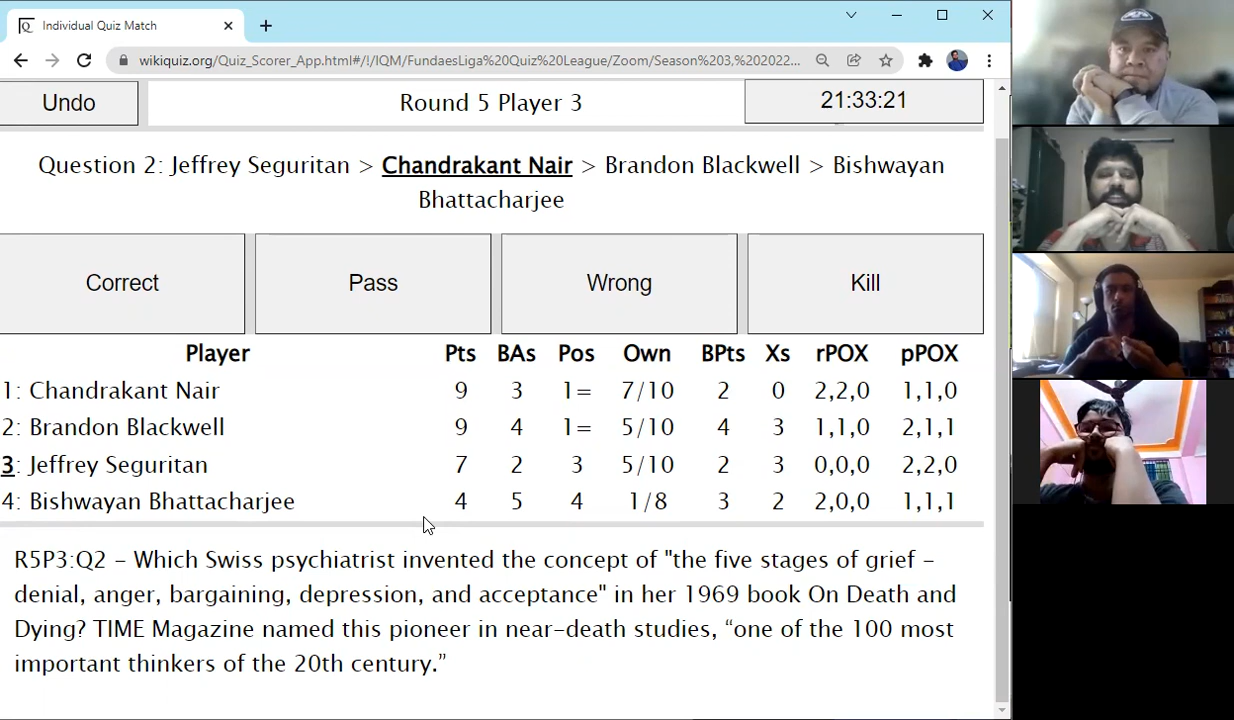 Individual Quiz Match
wikiquiz.org/Quiz_Scorer_App.html#/!/IQM/FundaesLiga%20Quiz%20League/Zoom/Season%203,%202022...
Undo
Round 5 Player 3
21:33:21
Question 2: Jeffrey Seguritan > Chandrakant Nair > Brandon Blackwell > Bishwayan
Bhattacharjee
Correct Pass Wrong Kill
Player Pts BAs Pos Own BPts Xs rPOX pPOX
1: Chandrakant Nair 9 3 1= 7/10 2 0 2,2,0 1,1,0
2: Brandon Blackwell 9 4 1= 5/10 4 3 1,1,0 2,1,1
3: Jeffrey Seguritan 7 2 3 5/10 2 3 0,0,0 2,2,0
4: Bishwayan Bhattacharjee 4 5 4 1/8 3 2 2,0,0 1,1,1
R5P3:Q2 - Which Swiss psychiatrist invented the concept of "the five stages of grief -
denial, anger, bargaining, depression, and acceptance" in her 1969 book On Death and
Dying? TIME Magazine named this pioneer in near-death studies, “one of the 100 most
important thinkers of the 20th century.”